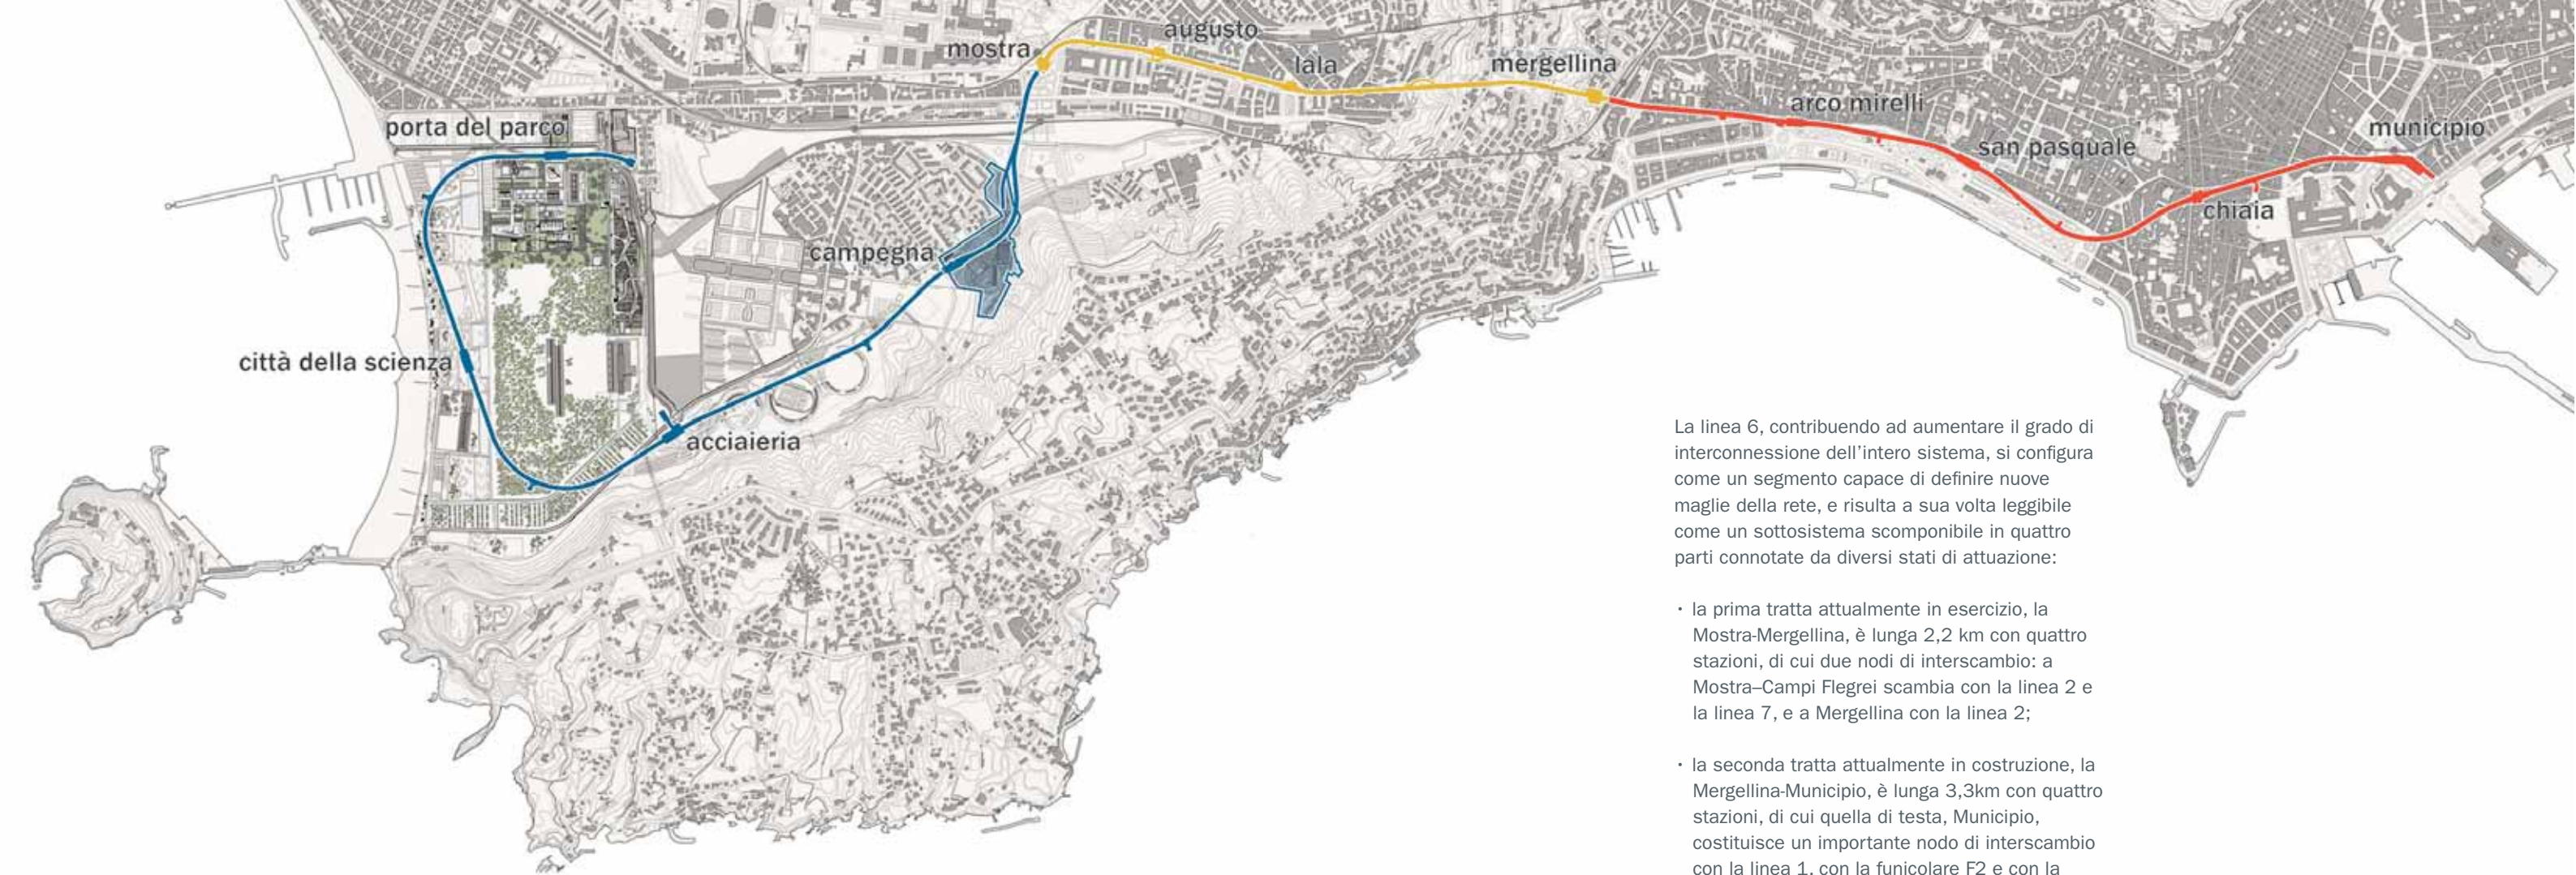 mostra
augusto
lala
mergellina
arco mirelli
san pasquale
municipio
chiaia
porta del parco
campegna
città della scienza
acciaieria
La linea 6, contribuendo ad aumentare il grado di
interconnessione dell'intero sistema, si configura
come un segmento capace di definire nuove
maglie della rete, e risulta a sua volta leggibile
come un sottosistema scomponibile in quattro
parti connotate da diversi stati di attuazione:
· la prima tratta attualmente in esercizio, la
Mostra-Mergellina, è lunga 2,2 km con quattro
stazioni, di cui due nodi di interscambio: a
Mostra–Campi Flegrei scambia con la linea 2 e
la linea 7, e a Mergellina con la linea 2;
· la seconda tratta attualmente in costruzione, la
Mergellina-Municipio, è lunga 3,3km con quattro
stazioni, di cui quella di testa, Municipio,
costituisce un importante nodo di interscambio
con la linea 1, con la funicolare F2 e con la